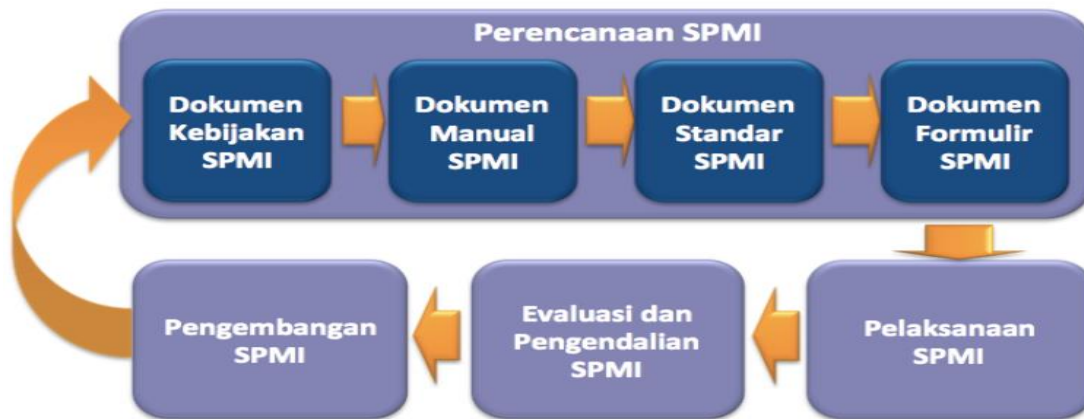 Perencanaan SPMI
Dokumen
Kebijakan
SPMI
Dokumen
Manual
SPMI
Dokumen
Standar
SPMI
Dokumen
Formulir
SPMI
Pengembangan
SPMI
Evaluasi dan
Pengendalian
SPMI
Pelaksanaan
SPMI